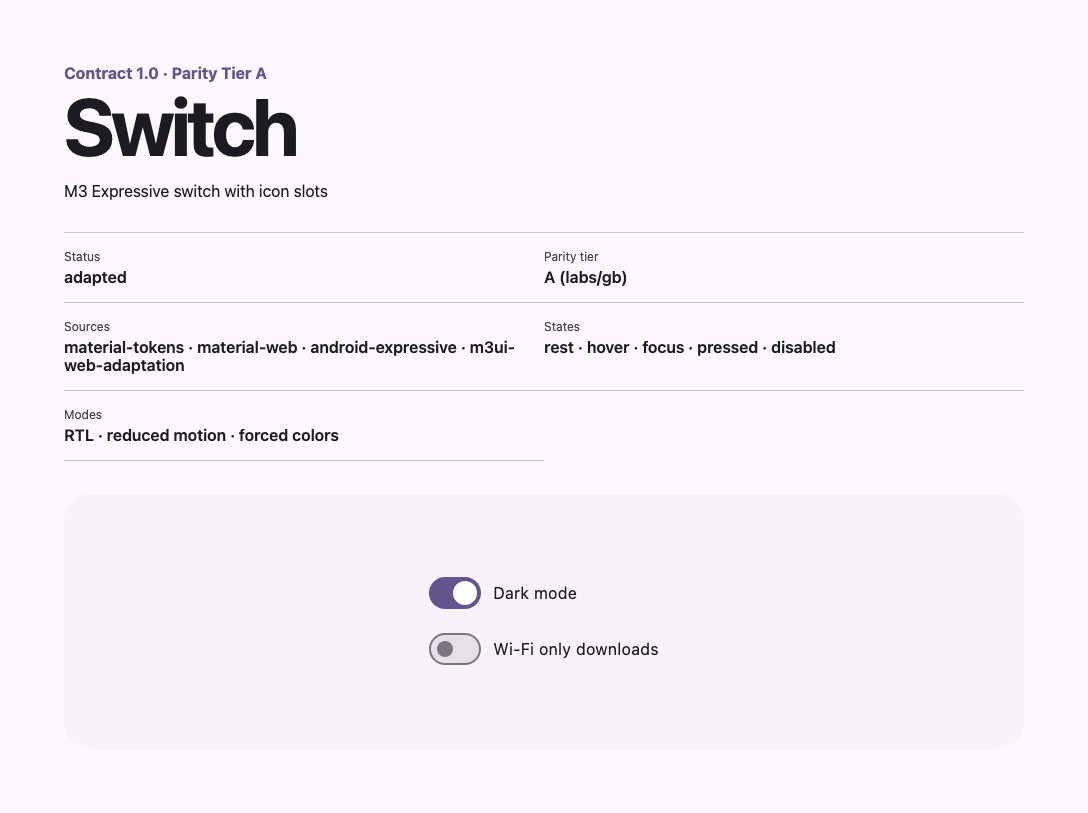 Contract 1.0 · Parity Tier A
Switch
M3 Expressive switch with icon slots
Status
adapted
Parity tier
A (labs/gb)
Sources
material-tokens · material-web · android-expressive · m3ui-
web-adaptation
States
rest · hover · focus · pressed · disabled
Modes
RTL · reduced motion · forced colors
Dark mode
Wi-Fi only downloads